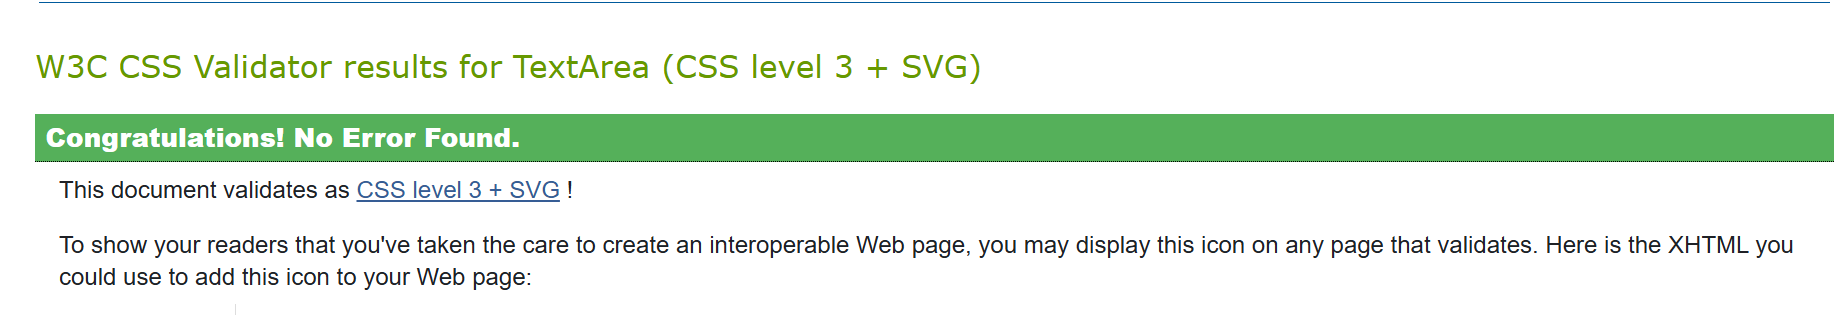 W3C CSS Validator results for TextArea (CSS level 3 + SVG)
Congratulations! No Error Found.
This document validates as CSS level 3 + SVG !
To show your readers that you've taken the care to create an interoperable Web page, you may display this icon on any page that validates. Here is the XHTML you
could use to add this icon to your Web page: